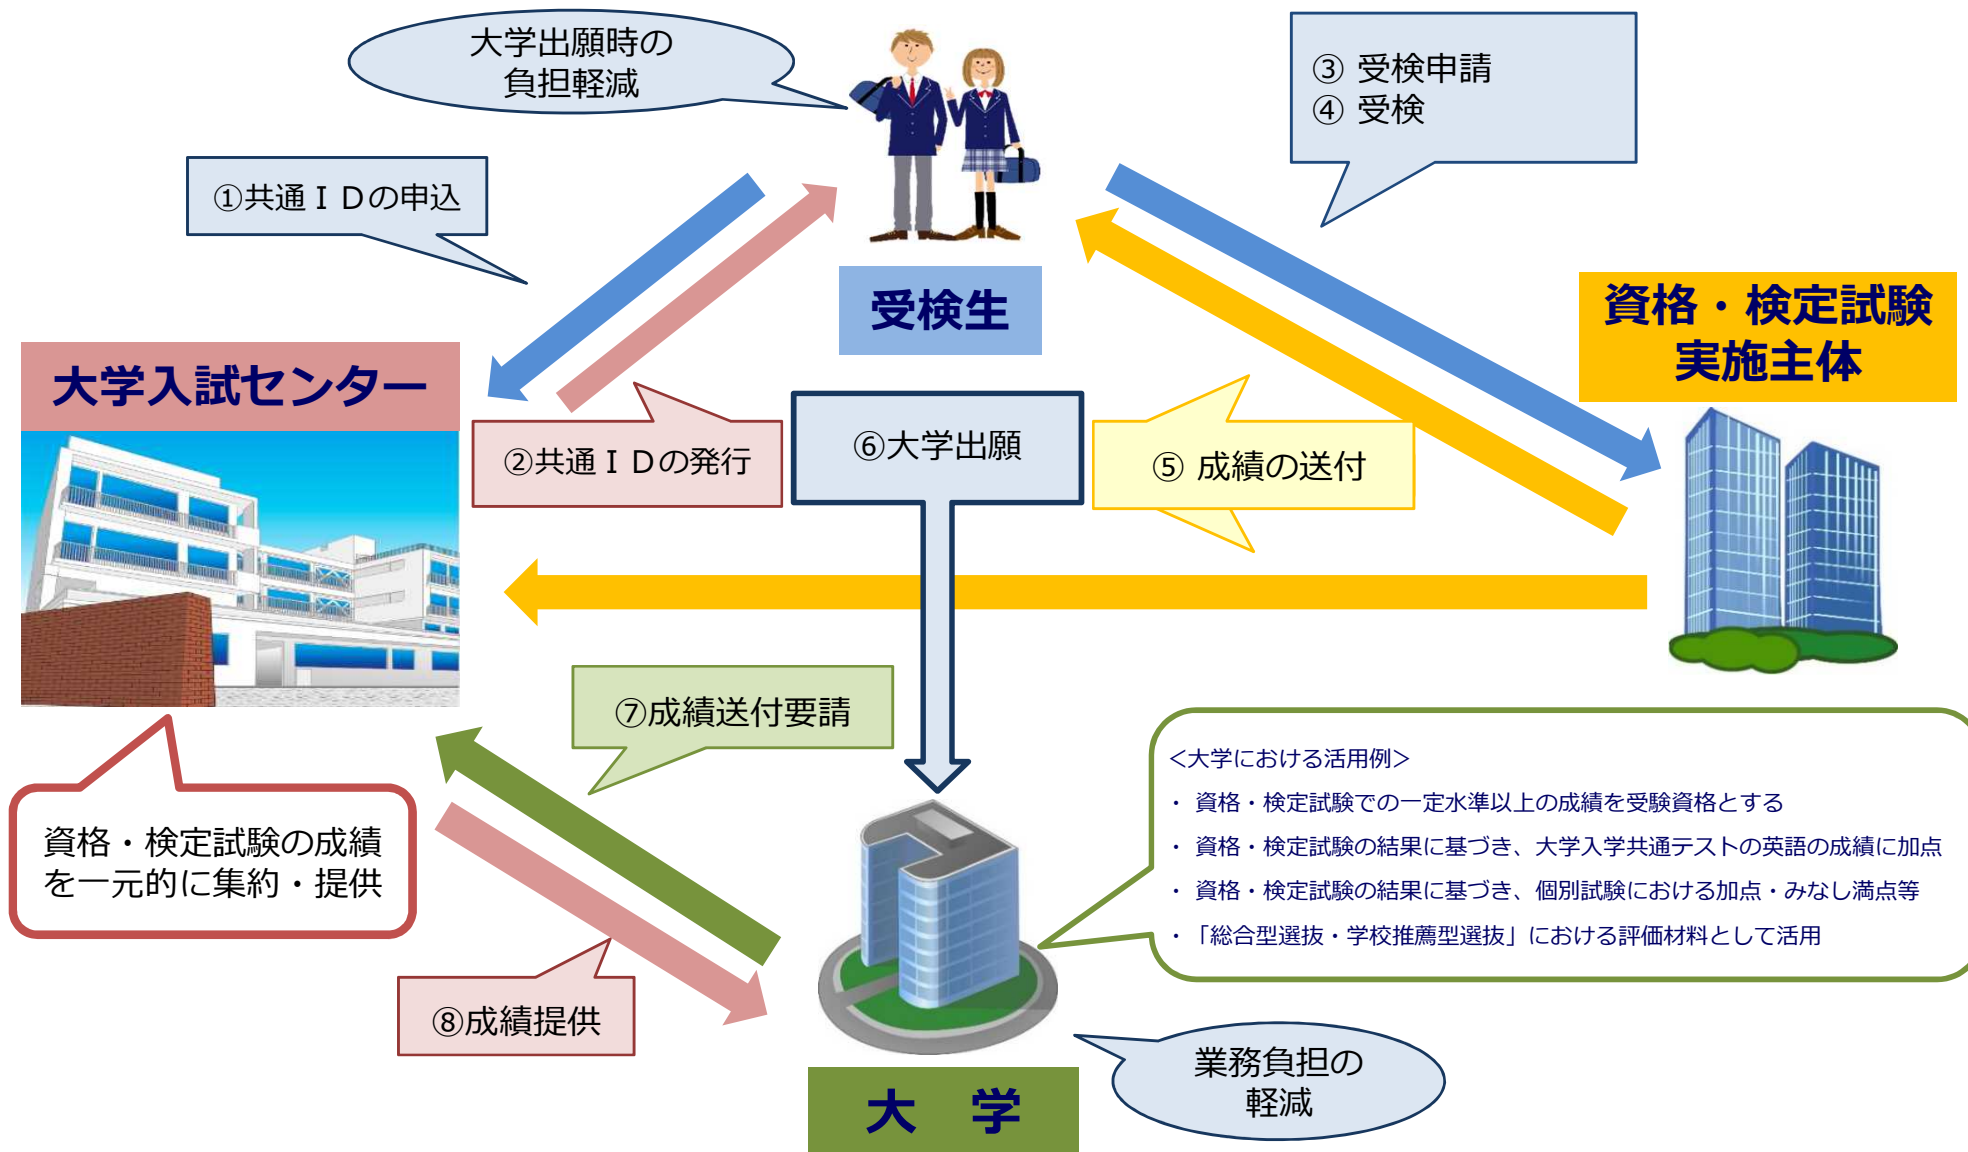 大学出願時の
負担軽減
③ 受検申請
④ 受検
①共通ＩＤの申込
受検生
資格・検定試験
実施主体
大学入試センター
②共通ＩＤの発行
⑥大学出願
⑤ 成績の送付
⑦成績送付要請
資格・検定試験の成績
を一元的に集約・提供
＜大学における活用例＞
・ 資格・検定試験での一定水準以上の成績を受験資格とする
・ 資格・検定試験の結果に基づき、大学入学共通テストの英語の成績に加点
・ 資格・検定試験の結果に基づき、個別試験における加点・みなし満点等
・「総合型選抜・学校推薦型選抜」における評価材料として活用
⑧成績提供
業務負担の
軽減
大　学